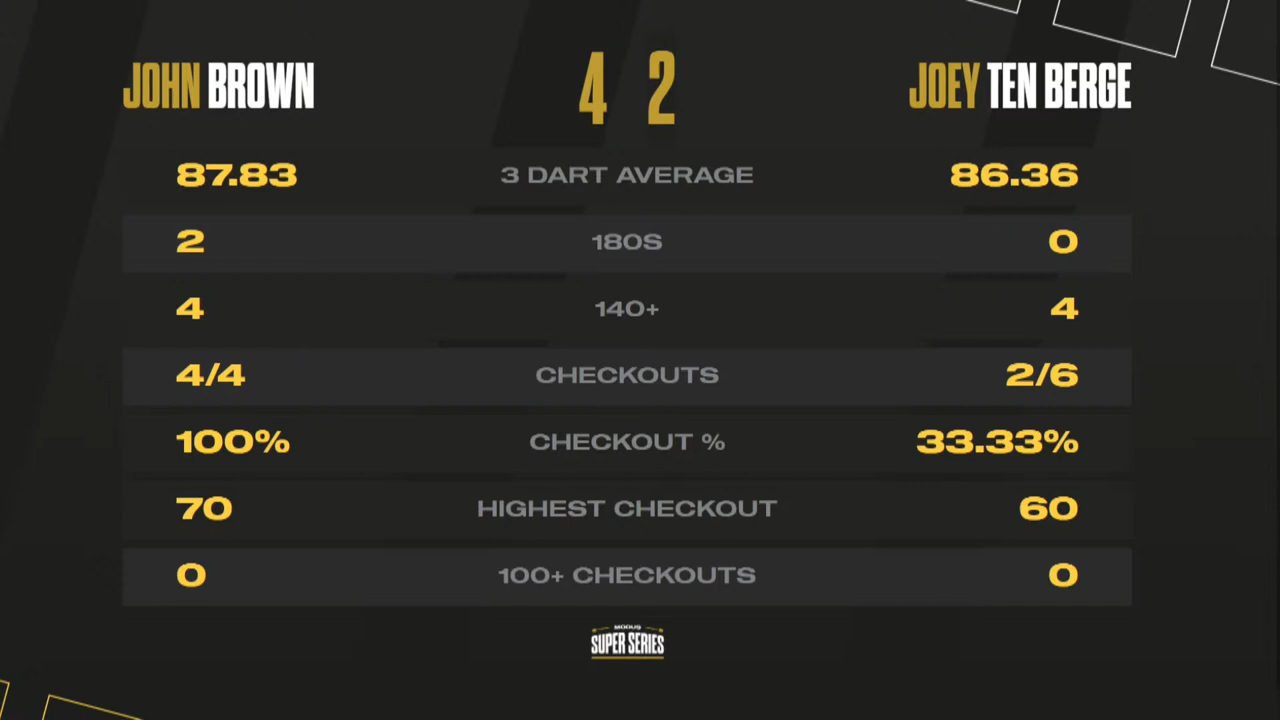 JOHN BROWN 4 2 JOEY TEN BERGE
87.83 3 DART AVERAGE 86.36
2 180S 0
4 140+ 4
4/4 CHECKOUTS 2/6
100% CHECKOUT % 33.33%
70 HIGHEST CHECKOUT 60
0 100+ CHECKOUTS 0
MODUS
SUPER SERIES